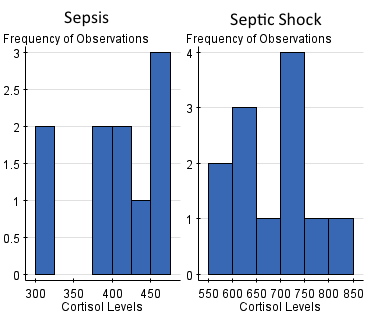 Sepsis
Frequency of Observations
3
2.5
2
1.5
1
0.5
0
300 350 400 450
Cortisol Levels
Septic Shock
Frequency of Observations
4
3
2
1
0
550 600 650 700 750 800 850
Cortisol Levels